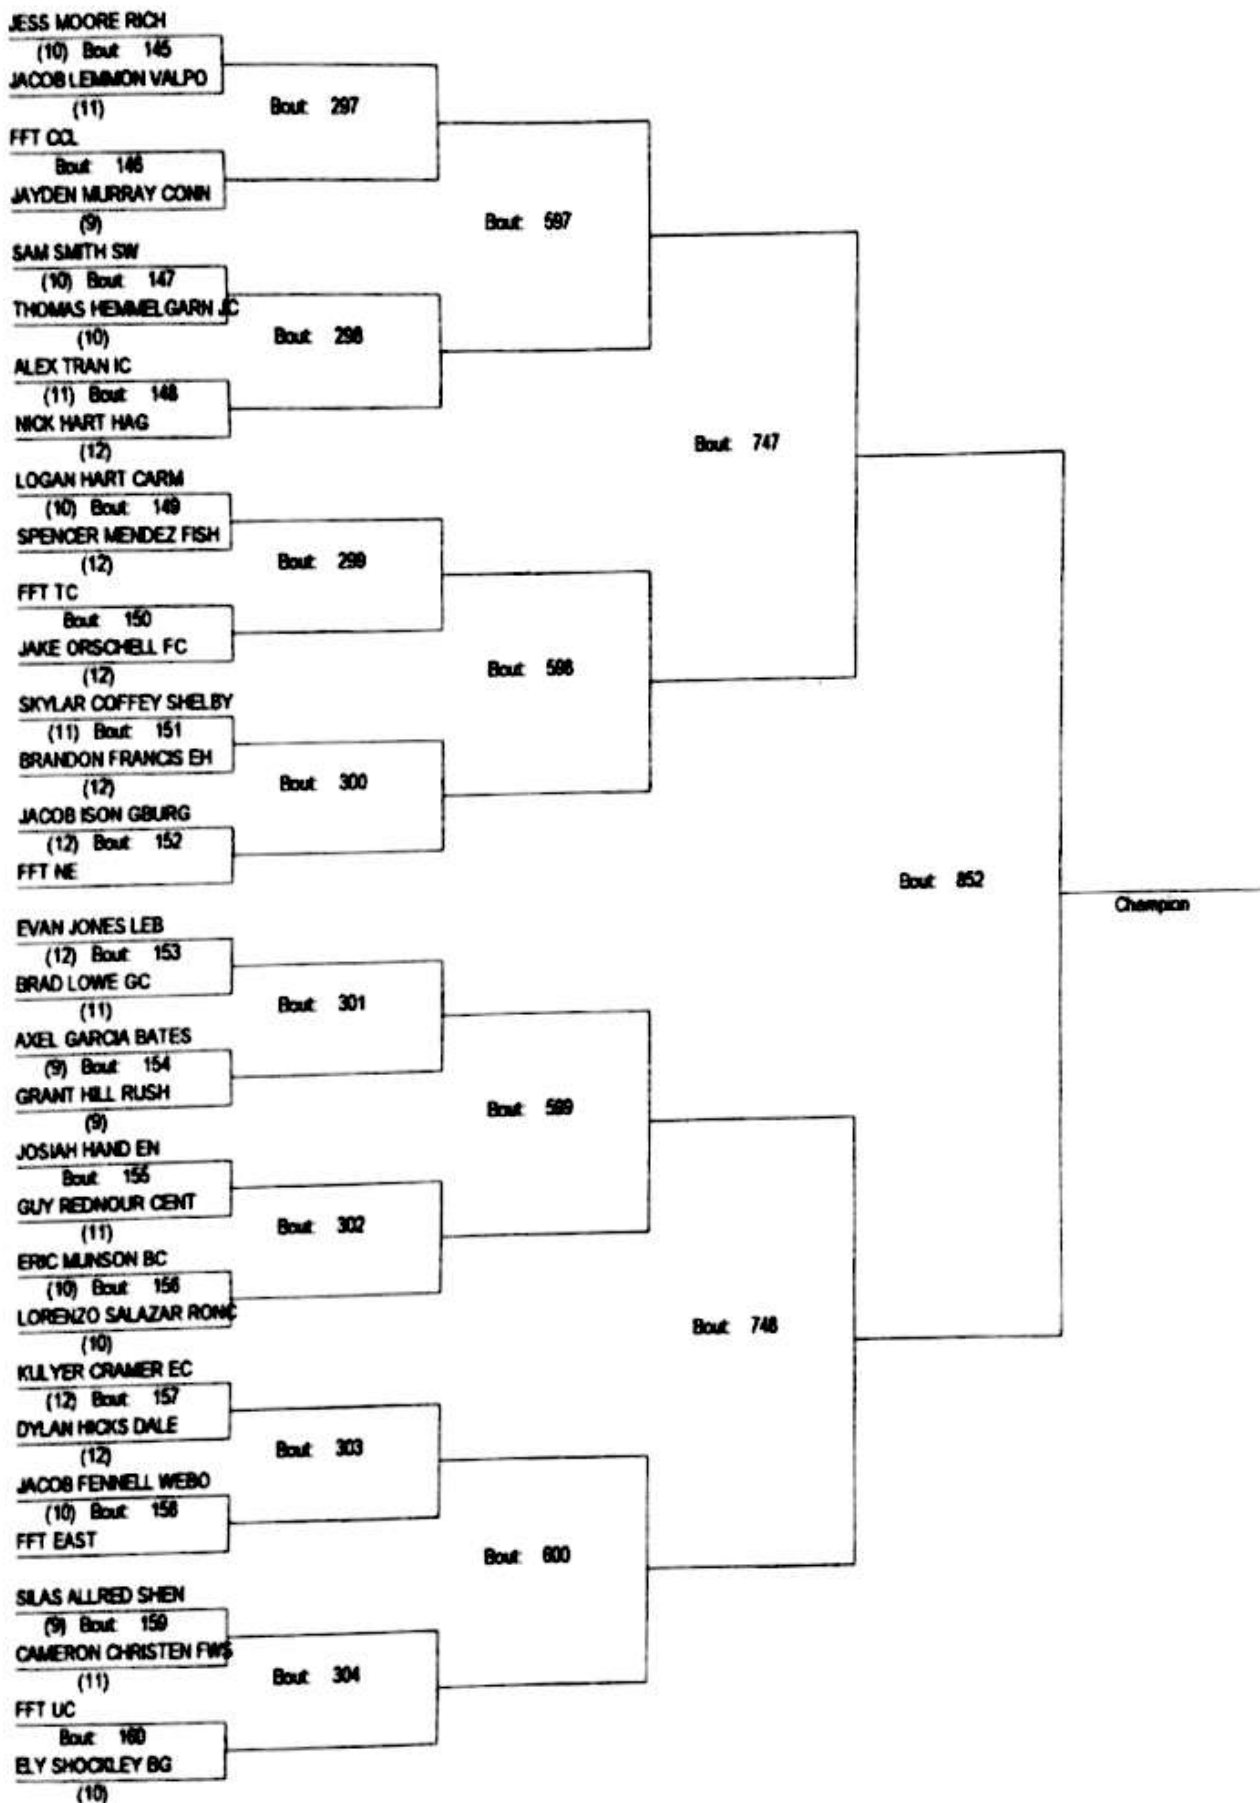 JESS MOORE RICH
(10) Bout: 145
JACOB LEMMON VALPO
(11)
Bout: 297
FFT CCL
Bout: 146
JAYDEN MURRAY CONN
(9)
Bout: 597
SAM SMITH SW
(10) Bout: 147
THOMAS HEMMELGARN JC
(10)
Bout: 298
ALEX TRAN IC
(11) Bout: 148
NICK HART HAG
(12)
Bout: 747
LOGAN HART CARM
(10) Bout: 149
SPENCER MENDEZ FISH
(12)
Bout: 299
FFT TC
Bout: 150
JAKE ORSCHELL FC
(12)
Bout: 598
SKYLAR COFFEY SHELBY
(11) Bout: 151
BRANDON FRANCIS EH
(12)
Bout: 300
JACOB ISON GBURG
(12) Bout: 152
FFT NE
Bout: 852
Champion
EVAN JONES LEB
(12) Bout: 153
BRAD LOWE GC
(11)
Bout: 301
AXEL GARCIA BATES
(9) Bout: 154
GRANT HILL RUSH
(9)
Bout: 599
JOSIAH HAND EN
Bout: 155
GUY REDNOUR CENT
(11)
Bout: 302
ERIC MUNSON BC
(10) Bout: 156
LORENZO SALAZAR RONC
(10)
Bout: 748
KULYER CRAMER EC
(12) Bout: 157
DYLAN HICKS DALE
(12)
Bout: 303
JACOB FENNELL WEBO
(10) Bout: 158
FFT EAST
Bout: 600
SILAS ALLRED SHEN
(9) Bout: 159
CAMERON CHRISTEN FWS
(11)
Bout: 304
FFT UC
Bout: 160
ELY SHOCKLEY BG
(10)